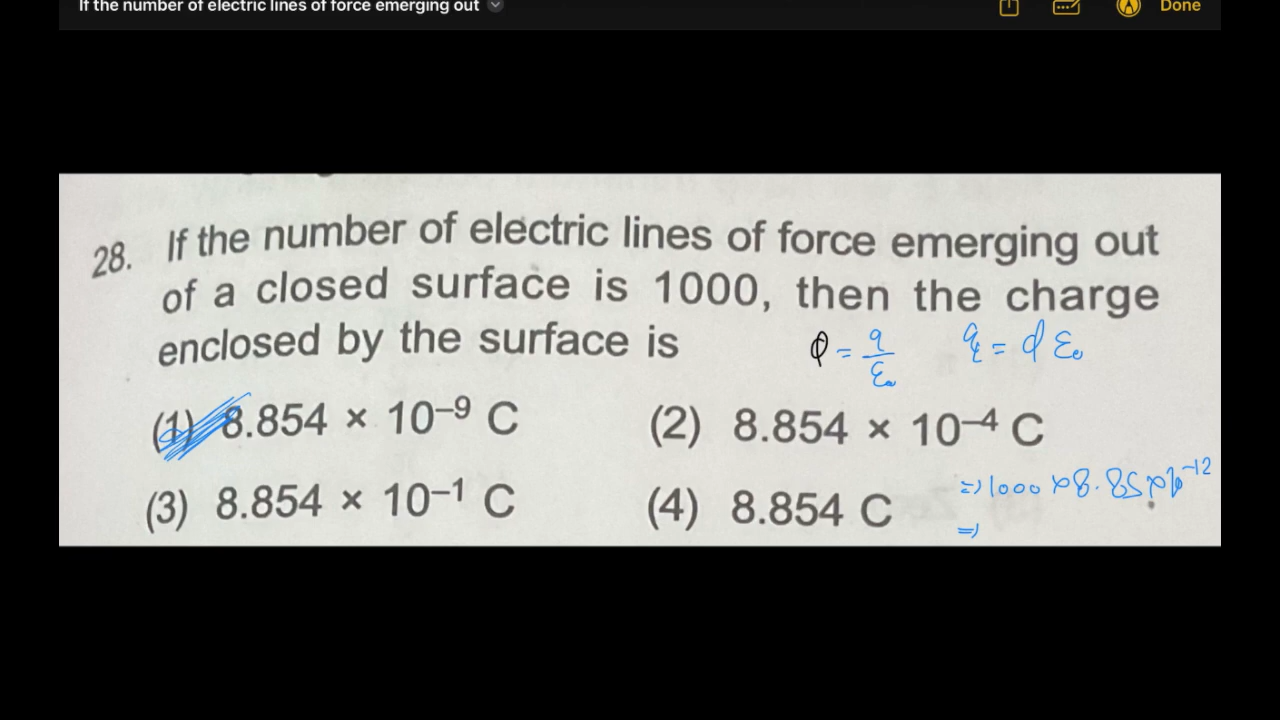 If the number of electric lines of force emerging out
Done
28. If the number of electric lines of force emerging out
of a closed surface is 1000, then the charge
enclosed by the surface is
ϕ = q/ε₀ q = ϕ ε₀
(1) 8.854 × 10⁻⁹ C (2) 8.854 × 10⁻⁴ C
⇒ 1000 × 8.85 × 10⁻¹²
(3) 8.854 × 10⁻¹ C (4) 8.854 C
⇒